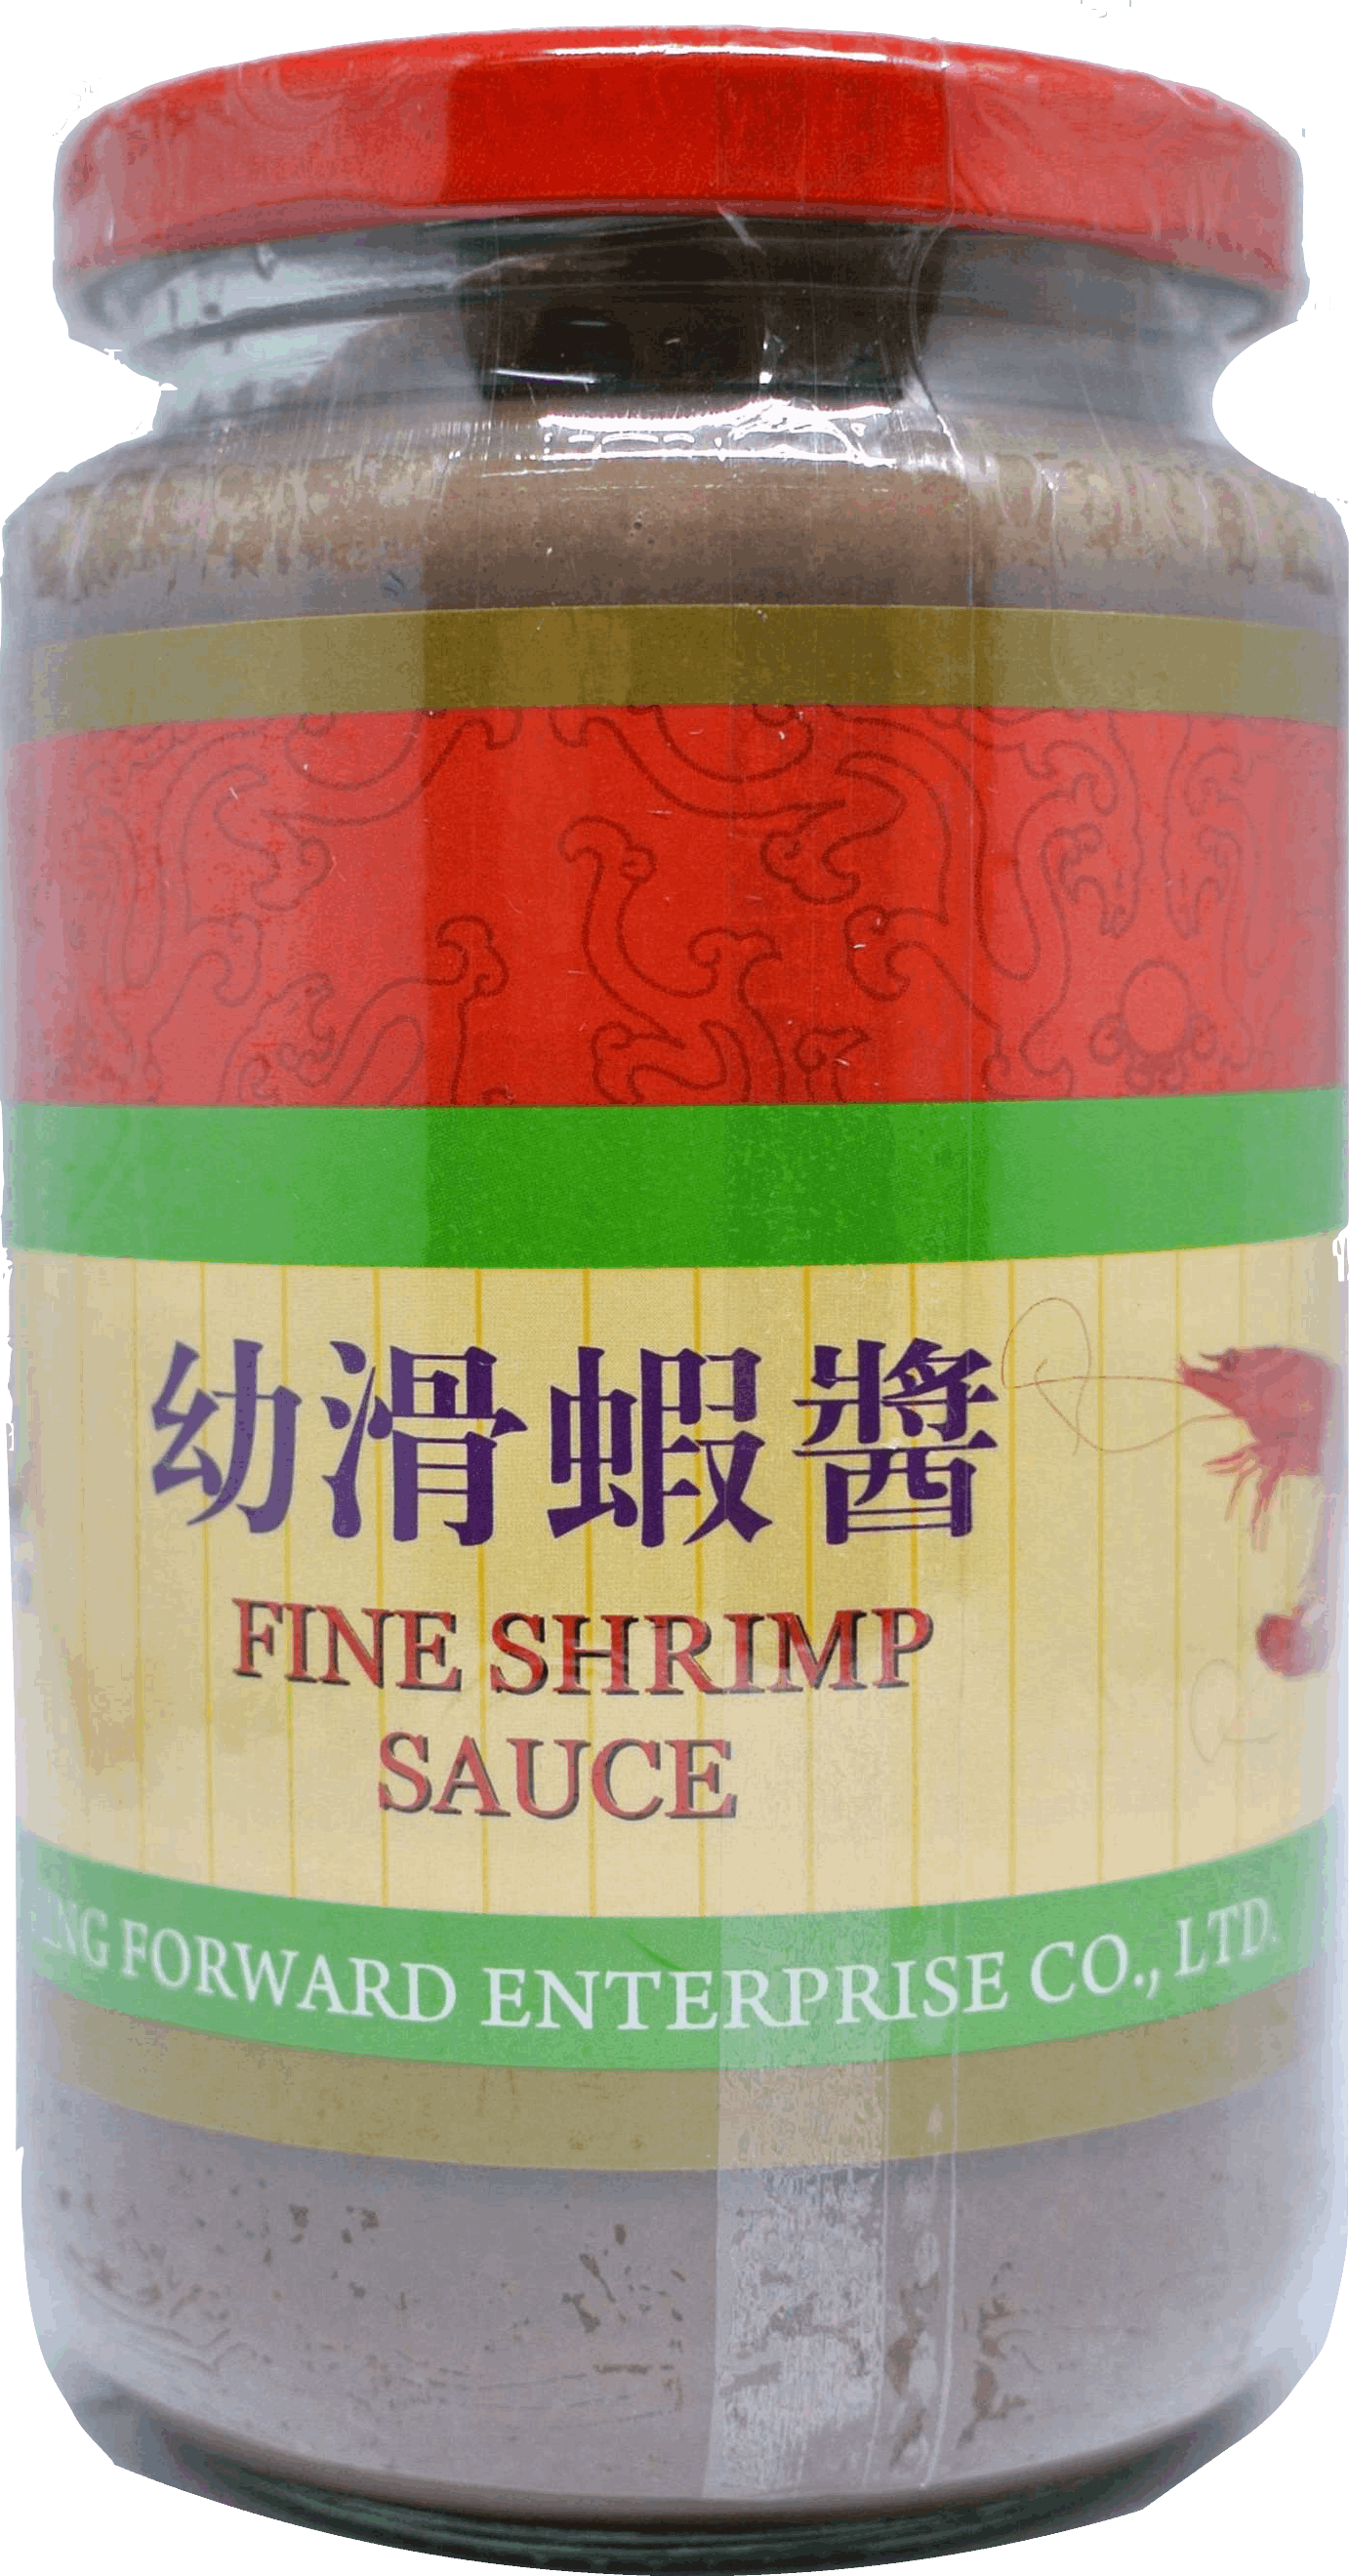 幼滑蝦醬
FINE SHRIMP
SAUCE
FORWARD ENTERPRISE CO., LTD.